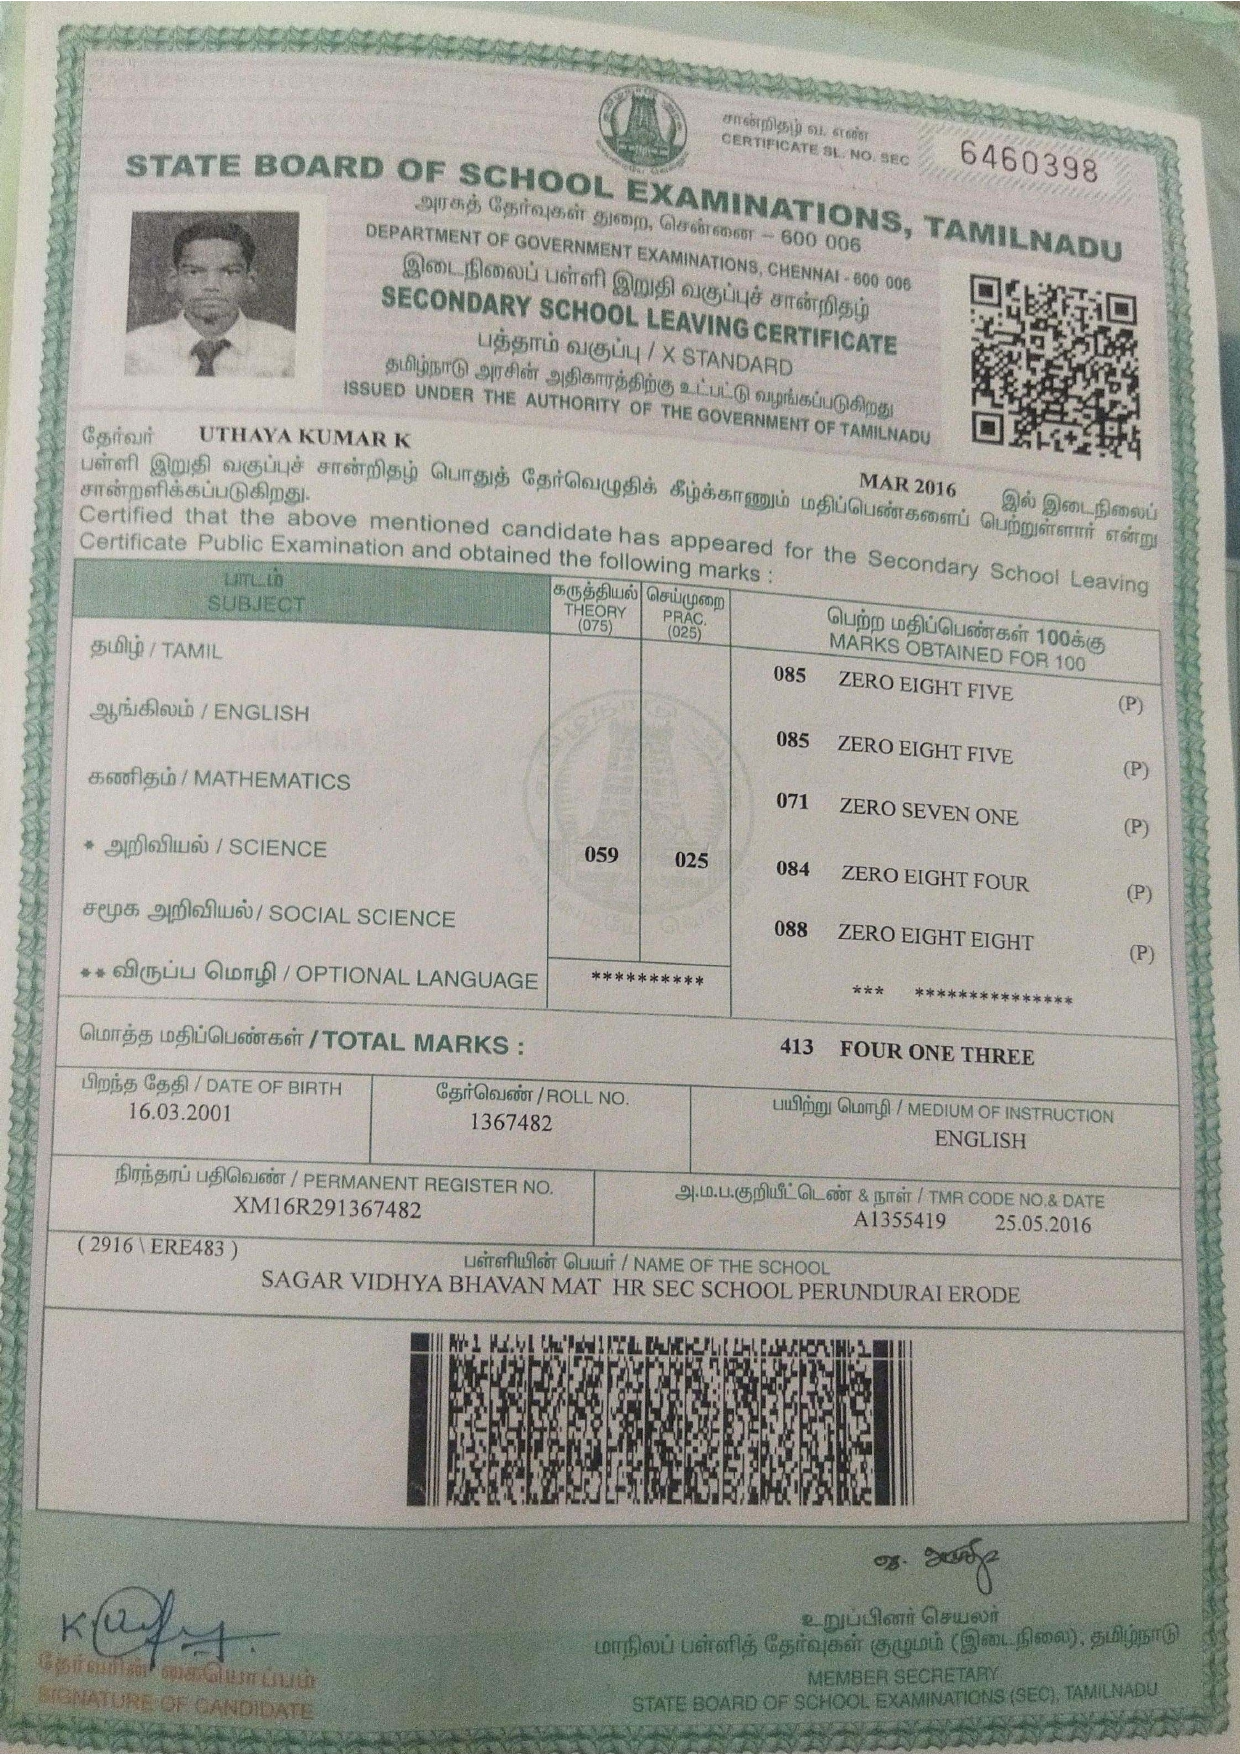 சான்றிதழ் வ. எண்
CERTIFICATE SL. NO. SEC
6460398
STATE BOARD OF SCHOOL EXAMINATIONS, TAMILNADU
அரசுத் தேர்வுகள் துறை, சென்னை – 600 006
DEPARTMENT OF GOVERNMENT EXAMINATIONS, CHENNAI - 600 006
இடைநிலைப் பள்ளி இறுதி வகுப்புச் சான்றிதழ்
SECONDARY SCHOOL LEAVING CERTIFICATE
பத்தாம் வகுப்பு / X STANDARD
தமிழ்நாடு அரசின் அதிகாரத்திற்கு உட்பட்டு வழங்கப்படுகிறது
ISSUED UNDER THE AUTHORITY OF THE GOVERNMENT OF TAMILNADU
தேர்வர் UTHAYA KUMAR K MAR 2016 இல் இடைநிலைப்
பள்ளி இறுதி வகுப்புச் சான்றிதழ் பொதுத் தேர்வெழுதிக் கீழ்க்காணும் மதிப்பெண்களைப் பெற்றுள்ளார் என்று
சான்றளிக்கப்படுகிறது.
Certified that the above mentioned candidate has appeared for the Secondary School Leaving
Certificate Public Examination and obtained the following marks :
பாடம்
SUBJECT
கருத்தியல்
THEORY
(075)
செய்முறை
PRAC.
(025)
பெற்ற மதிப்பெண்கள் 100க்கு
MARKS OBTAINED FOR 100
தமிழ் / TAMIL 085 ZERO EIGHT FIVE (P)
ஆங்கிலம் / ENGLISH 085 ZERO EIGHT FIVE (P)
கணிதம் / MATHEMATICS 071 ZERO SEVEN ONE (P)
* அறிவியல் / SCIENCE 059 025 084 ZERO EIGHT FOUR (P)
சமூக அறிவியல் / SOCIAL SCIENCE 088 ZERO EIGHT EIGHT (P)
** விருப்ப மொழி / OPTIONAL LANGUAGE ********** *** ***************
மொத்த மதிப்பெண்கள் / TOTAL MARKS : 413 FOUR ONE THREE
பிறந்த தேதி / DATE OF BIRTH
16.03.2001
தேர்வெண் / ROLL NO.
1367482
பயிற்று மொழி / MEDIUM OF INSTRUCTION
ENGLISH
நிரந்தரப் பதிவெண் / PERMANENT REGISTER NO.
XM16R291367482
அ.ம.ப.குறியீட்டெண் & நாள் / TMR CODE NO.& DATE
A1355419 25.05.2016
( 2916 \ ERE483 )
பள்ளியின் பெயர் / NAME OF THE SCHOOL
SAGAR VIDHYA BHAVAN MAT HR SEC SCHOOL PERUNDURAI ERODE
தேர்வரின் கையொப்பம்
SIGNATURE OF CANDIDATE
உறுப்பினர் செயலர்
மாநிலப் பள்ளித் தேர்வுகள் குழுமம் (இடைநிலை), தமிழ்நாடு
MEMBER SECRETARY
STATE BOARD OF SCHOOL EXAMINATIONS (SEC), TAMILNADU